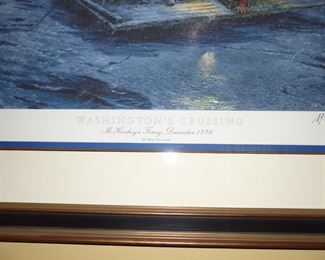 WASHINGTON'S CROSSING
McKonkey's Ferry, December 1776